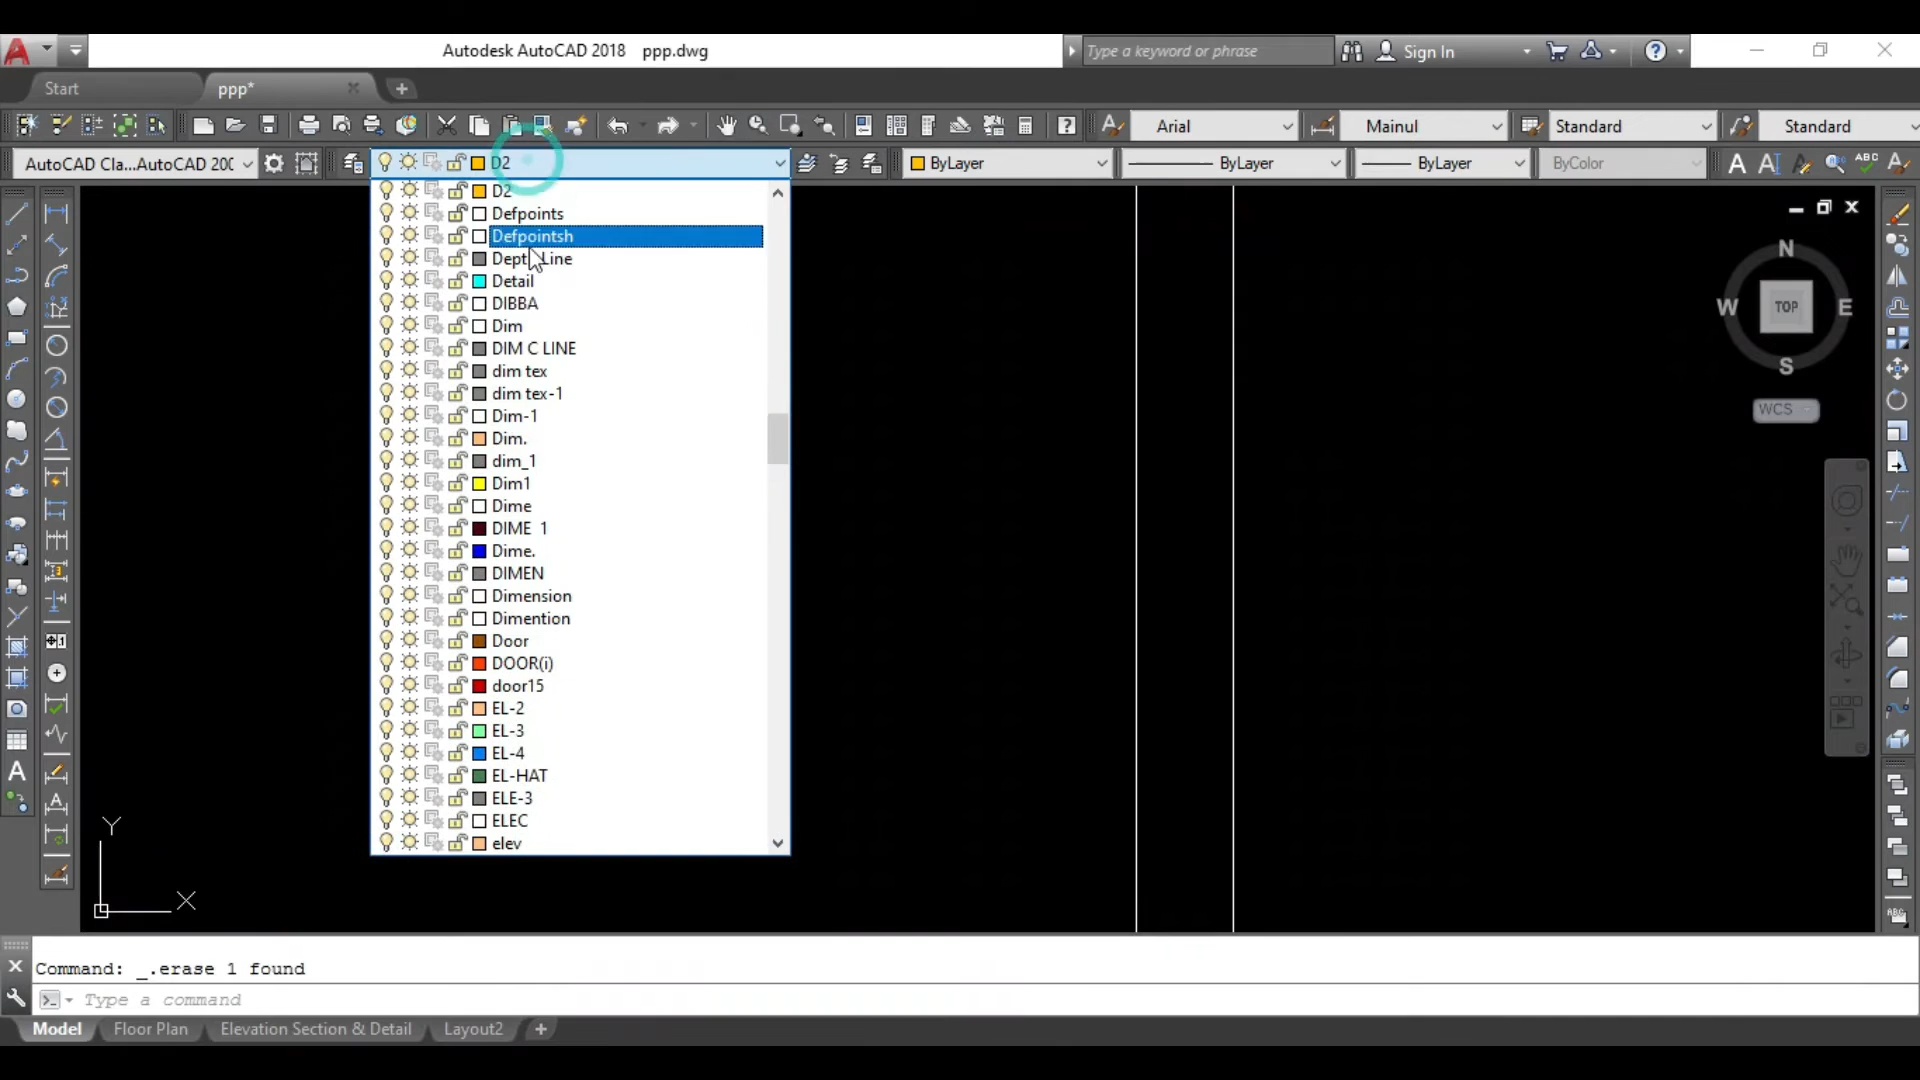 Autodesk AutoCAD 2018 ppp.dwg
Type a keyword or phrase
Sign In
Start
ppp*
Arial
Mainul
Standard
Standard
AutoCAD Cla...AutoCAD 200
D2
ByLayer
ByLayer
ByLayer
ByColor
D2
Defpoints
Defpointsh
Dept Line
Detail
DIBBA
Dim
DIM C LINE
dim tex
dim tex-1
Dim-1
Dim.
dim_1
Dim1
Dime
DIME 1
Dime.
DIMEN
Dimension
Dimention
Door
DOOR(i)
door15
EL-2
EL-3
EL-4
EL-HAT
ELE-3
ELEC
elev
N
W
TOP
E
S
WCS
Y
X
Command: _.erase 1 found
Type a command
Model
Floor Plan
Elevation Section & Detail
Layout2